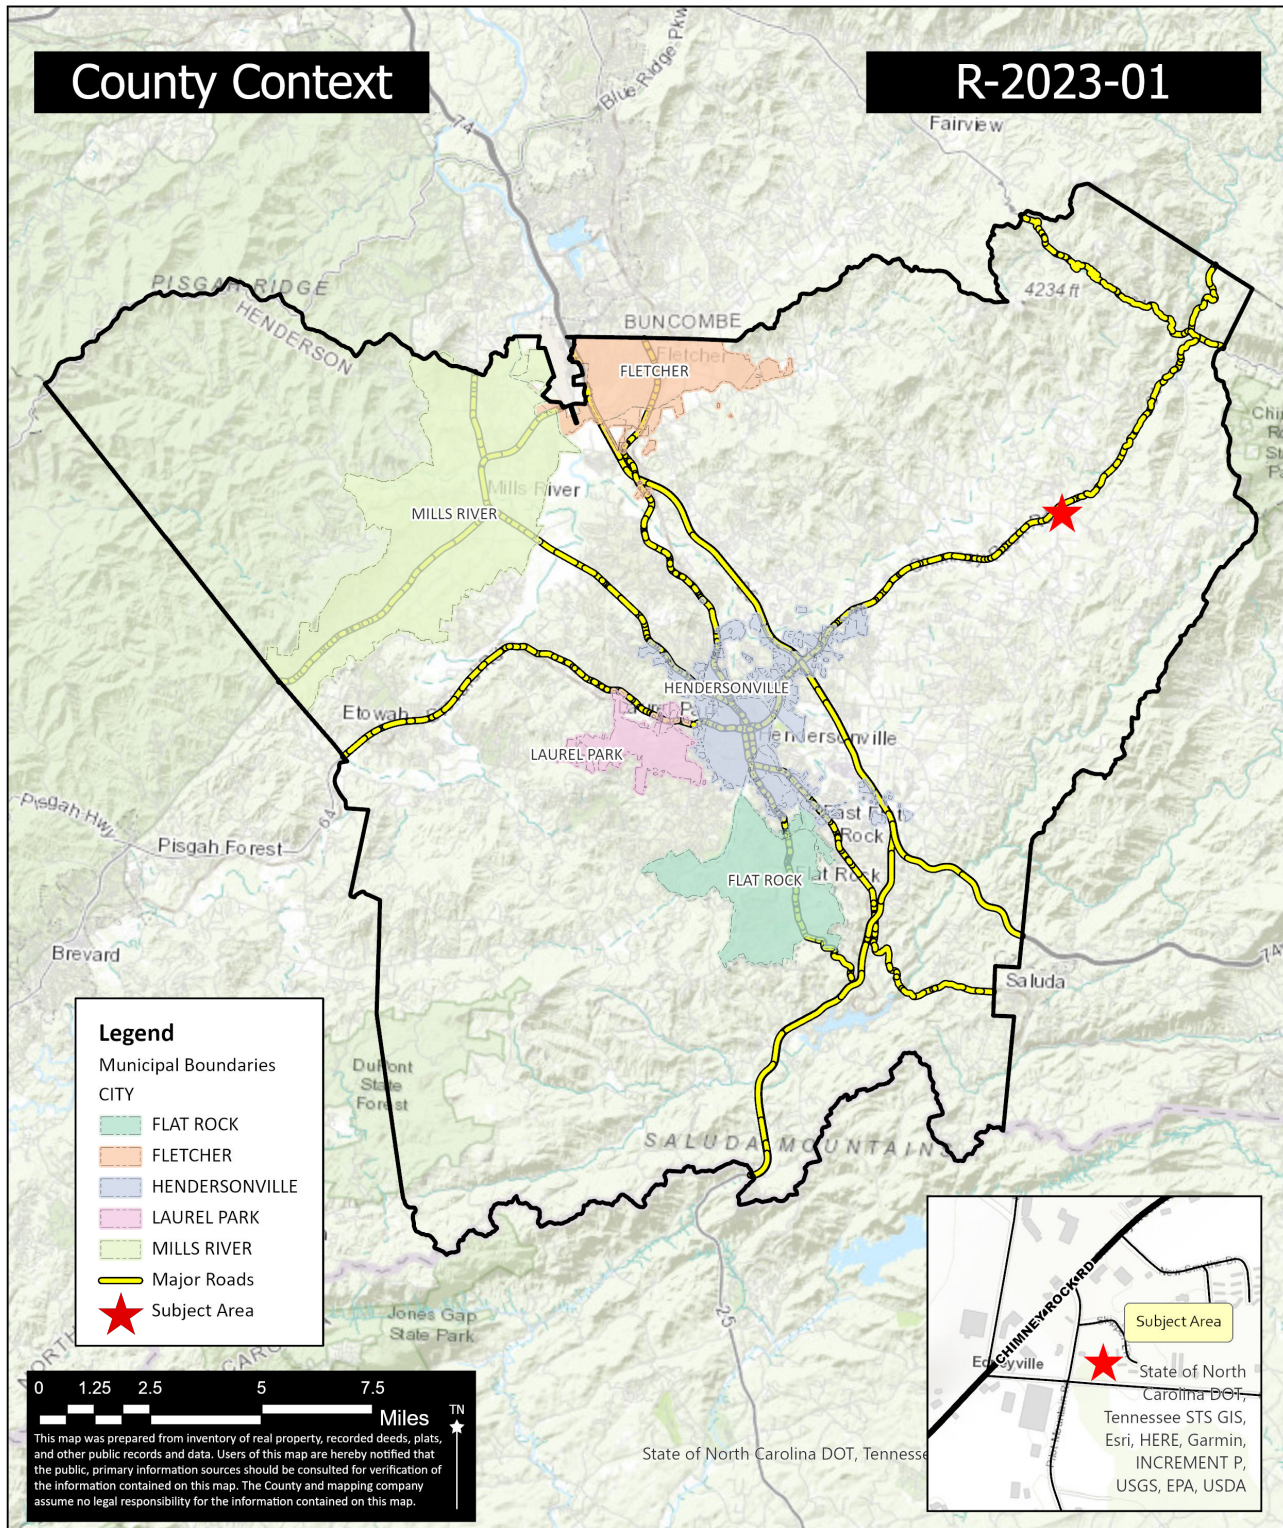 County Context
R-2023-01
Blue Ridge Pkwy
74
Fairview
PISGAH RIDGE
HENDERSON
4234 ft
BUNCOMBE
Fletcher
FLETCHER
Mills River
MILLS RIVER
HENDERSONVILLE
Etowah
LAUREL PARK
Hendersonville
Pisgah Hwy
64
Pisgah Forest
East Flat
Rock
FLAT ROCK
Flat Rock
Brevard
74
Saluda
Legend
Municipal Boundaries
CITY
FLAT ROCK
FLETCHER
HENDERSONVILLE
LAUREL PARK
MILLS RIVER
Major Roads
Subject Area
DuPont
State
Forest
SALUDA MOUNTAINS
Jones Gap
State Park
25
CHIMNEY ROCK RD
Subject Area
State of North
Carolina DOT,
Tennessee STS GIS,
Esri, HERE, Garmin,
INCREMENT P,
USGS, EPA, USDA
0 1.25 2.5 5 7.5
Miles
TN
This map was prepared from inventory of real property, recorded deeds, plats,
and other public records and data. Users of this map are hereby notified that
the public, primary information sources should be consulted for verification of
the information contained on this map. The County and mapping company
assume no legal responsibility for the information contained on this map.
State of North Carolina DOT, Tennesse